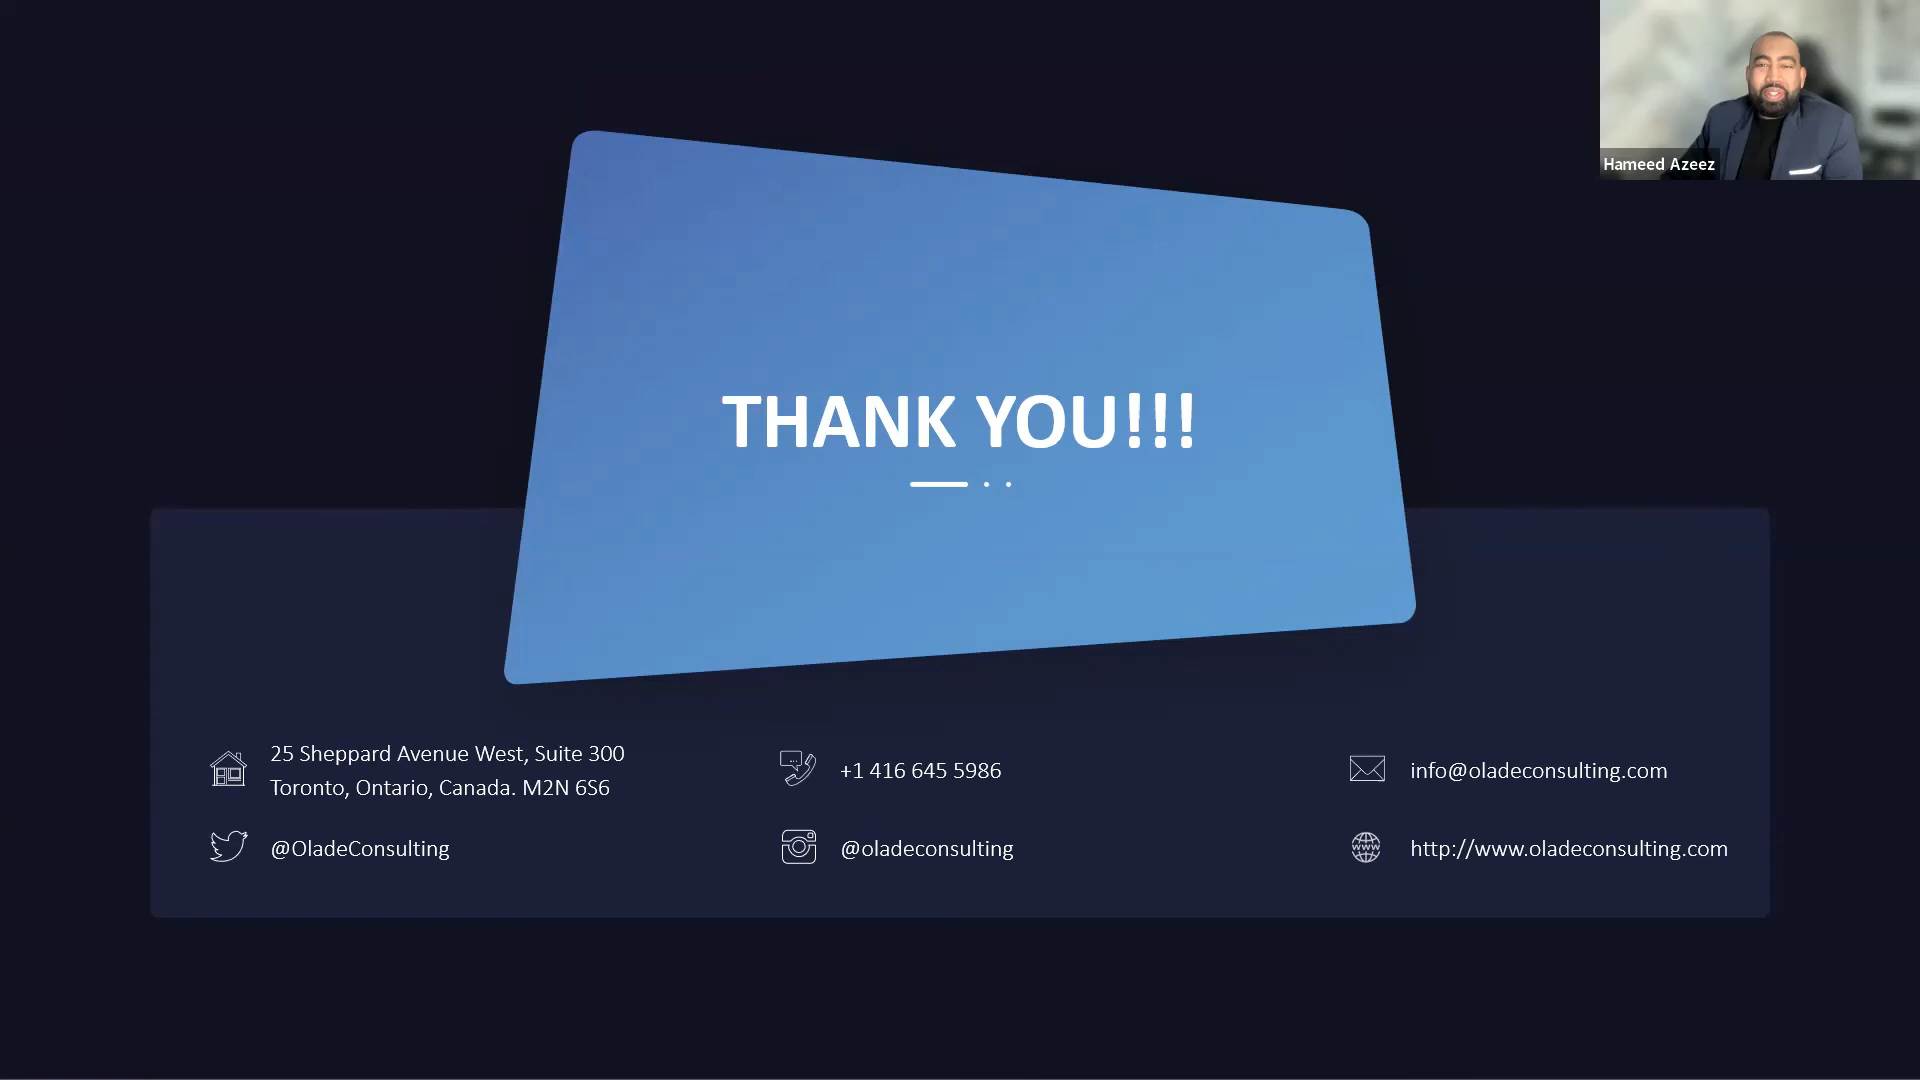 Hameed Azeez
THANK YOU!!!
25 Sheppard Avenue West, Suite 300
Toronto, Ontario, Canada. M2N 6S6
+1 416 645 5986
info@oladeconsulting.com
@OladeConsulting
@oladeconsulting
www
http://www.oladeconsulting.com